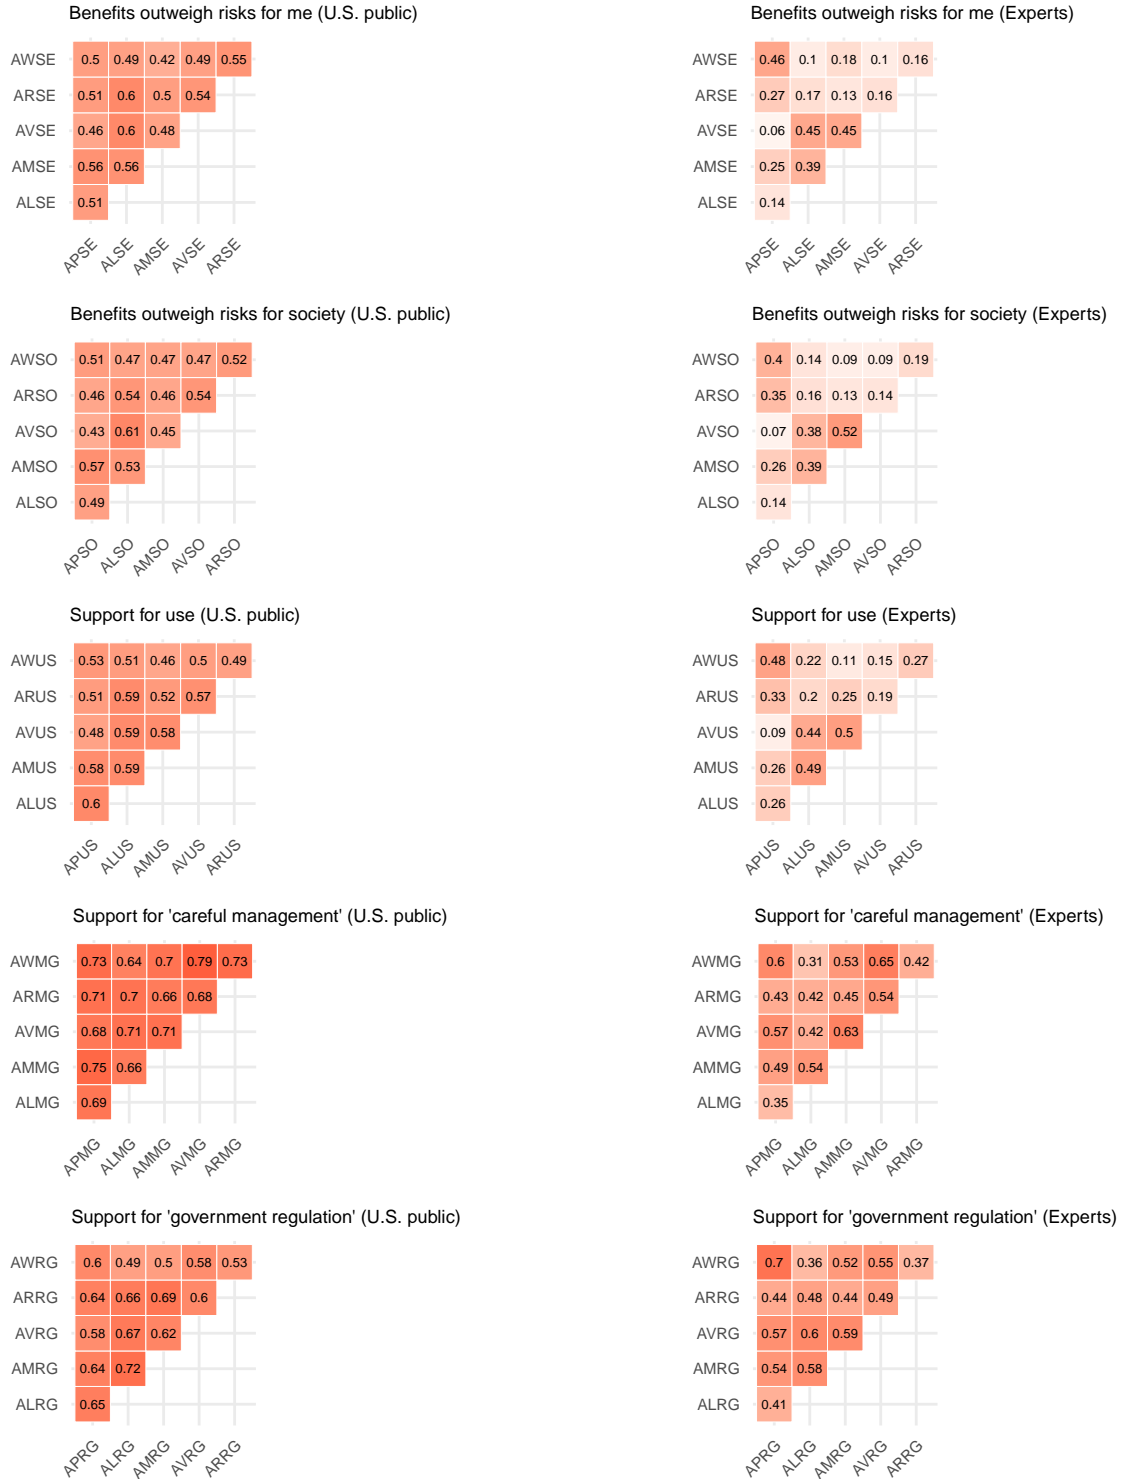 Benefits outweigh risks for me (U.S. public)
AWSE 0.5 0.49 0.42 0.49 0.55
ARSE 0.51 0.6 0.5 0.54
AVSE 0.46 0.6 0.48
AMSE 0.56 0.56
ALSE 0.51
APSE ALSE AMSE AVSE ARSE
Benefits outweigh risks for me (Experts)
AWSE 0.46 0.1 0.18 0.1 0.16
ARSE 0.27 0.17 0.13 0.16
AVSE 0.06 0.45 0.45
AMSE 0.25 0.39
ALSE 0.14
APSE ALSE AMSE AVSE ARSE
Benefits outweigh risks for society (U.S. public)
AWSO 0.51 0.47 0.47 0.47 0.52
ARSO 0.46 0.54 0.46 0.54
AVSO 0.43 0.61 0.45
AMSO 0.57 0.53
ALSO 0.49
APSO ALSO AMSO AVSO ARSO
Benefits outweigh risks for society (Experts)
AWSO 0.4 0.14 0.09 0.09 0.19
ARSO 0.35 0.16 0.13 0.14
AVSO 0.07 0.38 0.52
AMSO 0.26 0.39
ALSO 0.14
APSO ALSO AMSO AVSO ARSO
Support for use (U.S. public)
AWUS 0.53 0.51 0.46 0.5 0.49
ARUS 0.51 0.59 0.52 0.57
AVUS 0.48 0.59 0.58
AMUS 0.58 0.59
ALUS 0.6
APUS ALUS AMUS AVUS ARUS
Support for use (Experts)
AWUS 0.48 0.22 0.11 0.15 0.27
ARUS 0.33 0.2 0.25 0.19
AVUS 0.09 0.44 0.5
AMUS 0.26 0.49
ALUS 0.26
APUS ALUS AMUS AVUS ARUS
Support for 'careful management' (U.S. public)
AWMG 0.73 0.64 0.7 0.79 0.73
ARMG 0.71 0.7 0.66 0.68
AVMG 0.68 0.71 0.71
AMMG 0.75 0.66
ALMG 0.69
APMG ALMG AMMG AVMG ARMG
Support for 'careful management' (Experts)
AWMG 0.6 0.31 0.53 0.65 0.42
ARMG 0.43 0.42 0.45 0.54
AVMG 0.57 0.42 0.63
AMMG 0.49 0.54
ALMG 0.35
APMG ALMG AMMG AVMG ARMG
Support for 'government regulation' (U.S. public)
AWRG 0.6 0.49 0.5 0.58 0.53
ARRG 0.64 0.66 0.69 0.6
AVRG 0.58 0.67 0.62
AMRG 0.64 0.72
ALRG 0.65
APRG ALRG AMRG AVRG ARRG
Support for 'government regulation' (Experts)
AWRG 0.7 0.36 0.52 0.55 0.37
ARRG 0.44 0.48 0.44 0.49
AVRG 0.57 0.6 0.59
AMRG 0.54 0.58
ALRG 0.41
APRG ALRG AMRG AVRG ARRG